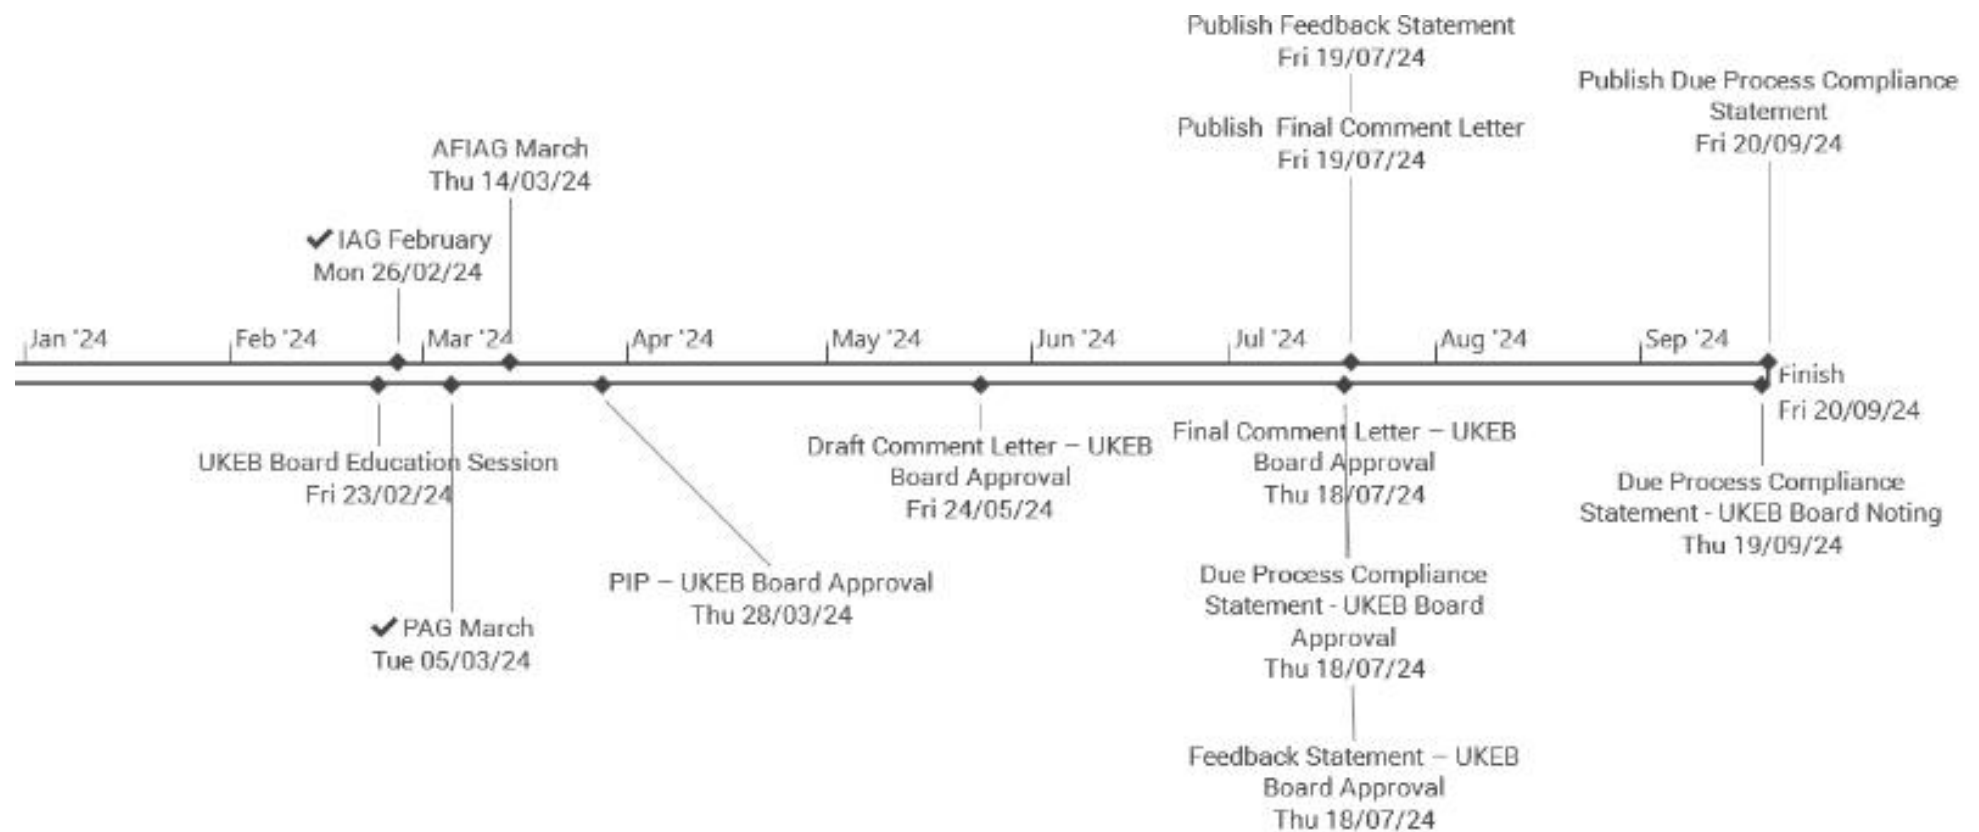 Publish Feedback Statement
Fri 19/07/24
Publish Due Process Compliance
Statement
Fri 20/09/24
Publish Final Comment Letter
Fri 19/07/24
AFIAG March
Thu 14/03/24
✔ IAG February
Mon 26/02/24
Jan '24
Feb '24
Mar '24
Apr '24
May '24
Jun '24
Jul '24
Aug '24
Sep '24
Finish
Fri 20/09/24
UKEB Board Education Session
Fri 23/02/24
Draft Comment Letter – UKEB
Board Approval
Fri 24/05/24
Final Comment Letter – UKEB
Board Approval
Thu 18/07/24
Due Process Compliance
Statement - UKEB Board Noting
Thu 19/09/24
PIP – UKEB Board Approval
Thu 28/03/24
Due Process Compliance
Statement - UKEB Board
Approval
Thu 18/07/24
✔ PAG March
Tue 05/03/24
Feedback Statement – UKEB
Board Approval
Thu 18/07/24